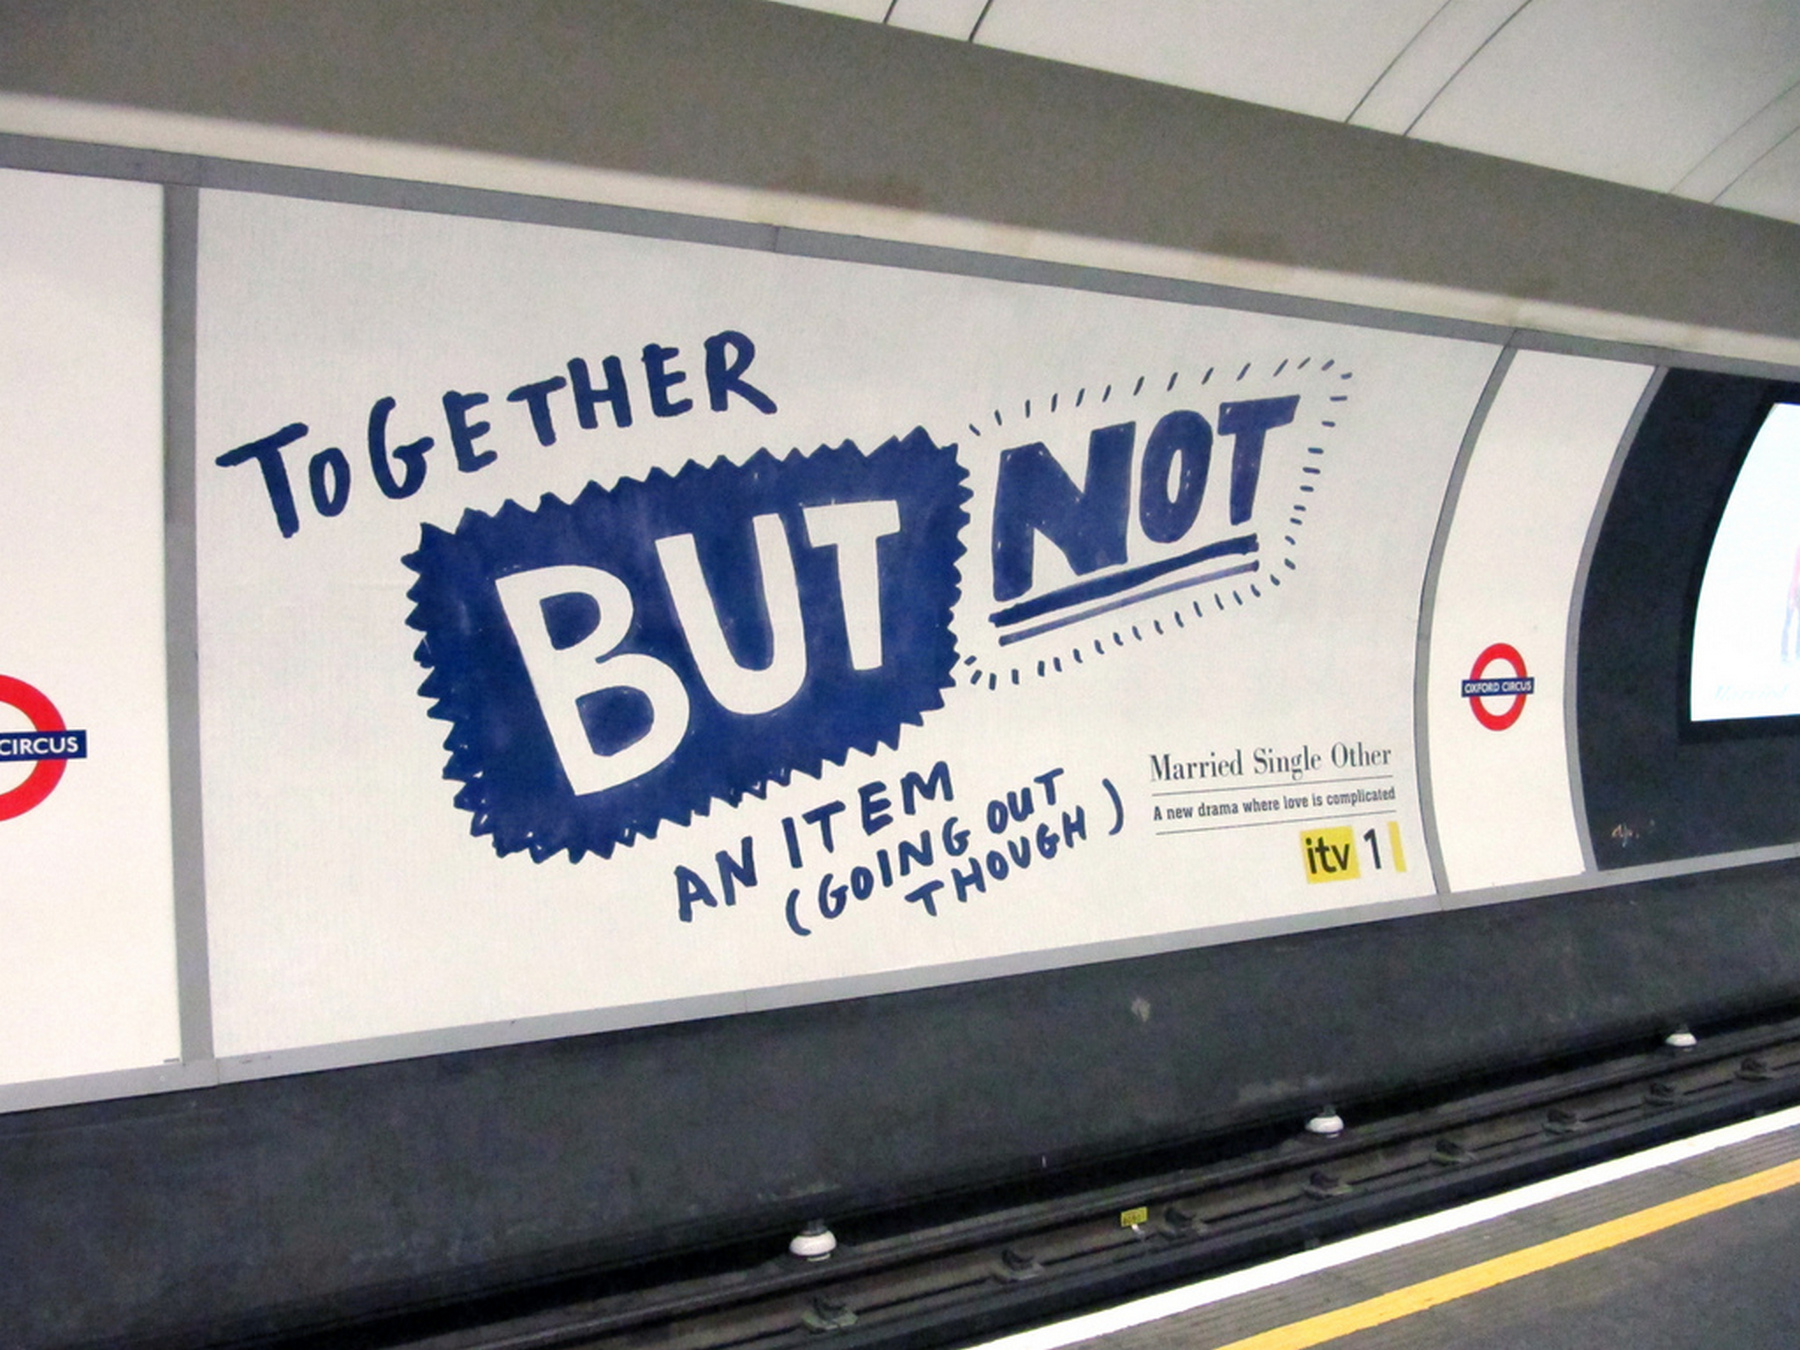 TOGETHER
BUT NOT
AN ITEM
(GOING OUT
THOUGH)
Married Single Other
A new drama where love is complicated
itv 1
CIRCUS
OXFORD CIRCUS